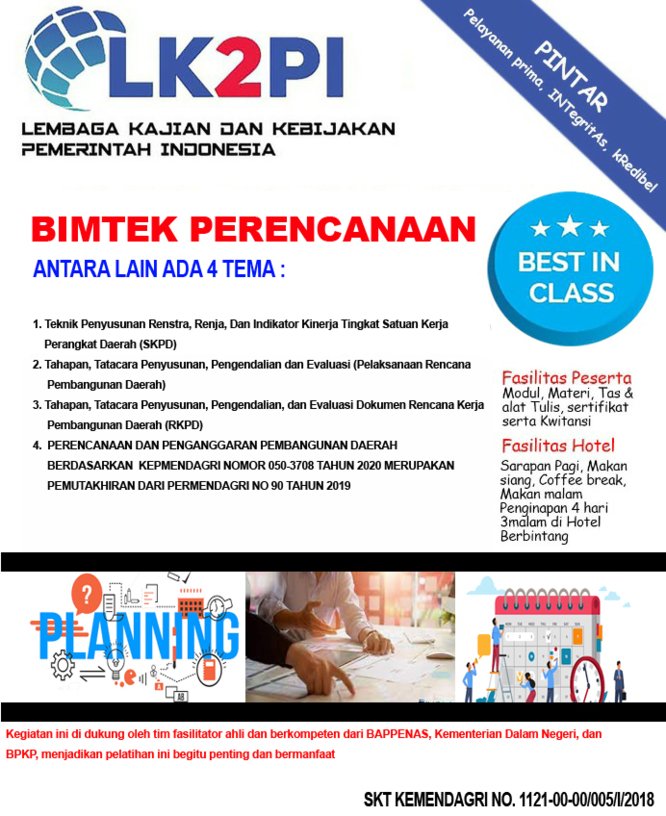 LK2PI
LEMBAGA KAJIAN DAN KEBIJAKAN
PEMERINTAH INDONESIA
PINTAR
Pelayanan prima, INTegritAs, kRedibel
BIMTEK PERENCANAAN
ANTARA LAIN ADA 4 TEMA :
BEST IN
CLASS
1. Teknik Penyusunan Renstra, Renja, Dan Indikator Kinerja Tingkat Satuan Kerja
Perangkat Daerah (SKPD)
2. Tahapan, Tatacara Penyusunan, Pengendalian dan Evaluasi (Pelaksanaan Rencana
Pembangunan Daerah)
3. Tahapan, Tatacara Penyusunan, Pengendalian, dan Evaluasi Dokumen Rencana Kerja
Pembangunan Daerah (RKPD)
4. PERENCANAAN DAN PENGANGGARAN PEMBANGUNAN DAERAH
BERDASARKAN KEPMENDAGRI NOMOR 050-3708 TAHUN 2020 MERUPAKAN
PEMUTAKHIRAN DARI PERMENDAGRI NO 90 TAHUN 2019
Fasilitas Peserta
Modul, Materi, Tas &
alat Tulis, sertifikat
serta Kwitansi
Fasilitas Hotel
Sarapan Pagi, Makan
siang, Coffee break,
Makan malam
Penginapan 4 hari
3malam di Hotel
Berbintang
PLANNING
Kegiatan ini di dukung oleh tim fasilitator ahli dan berkompeten dari BAPPENAS, Kementerian Dalam Negeri, dan
BPKP, menjadikan pelatihan ini begitu penting dan bermanfaat
SKT KEMENDAGRI NO. 1121-00-00/005/I/2018